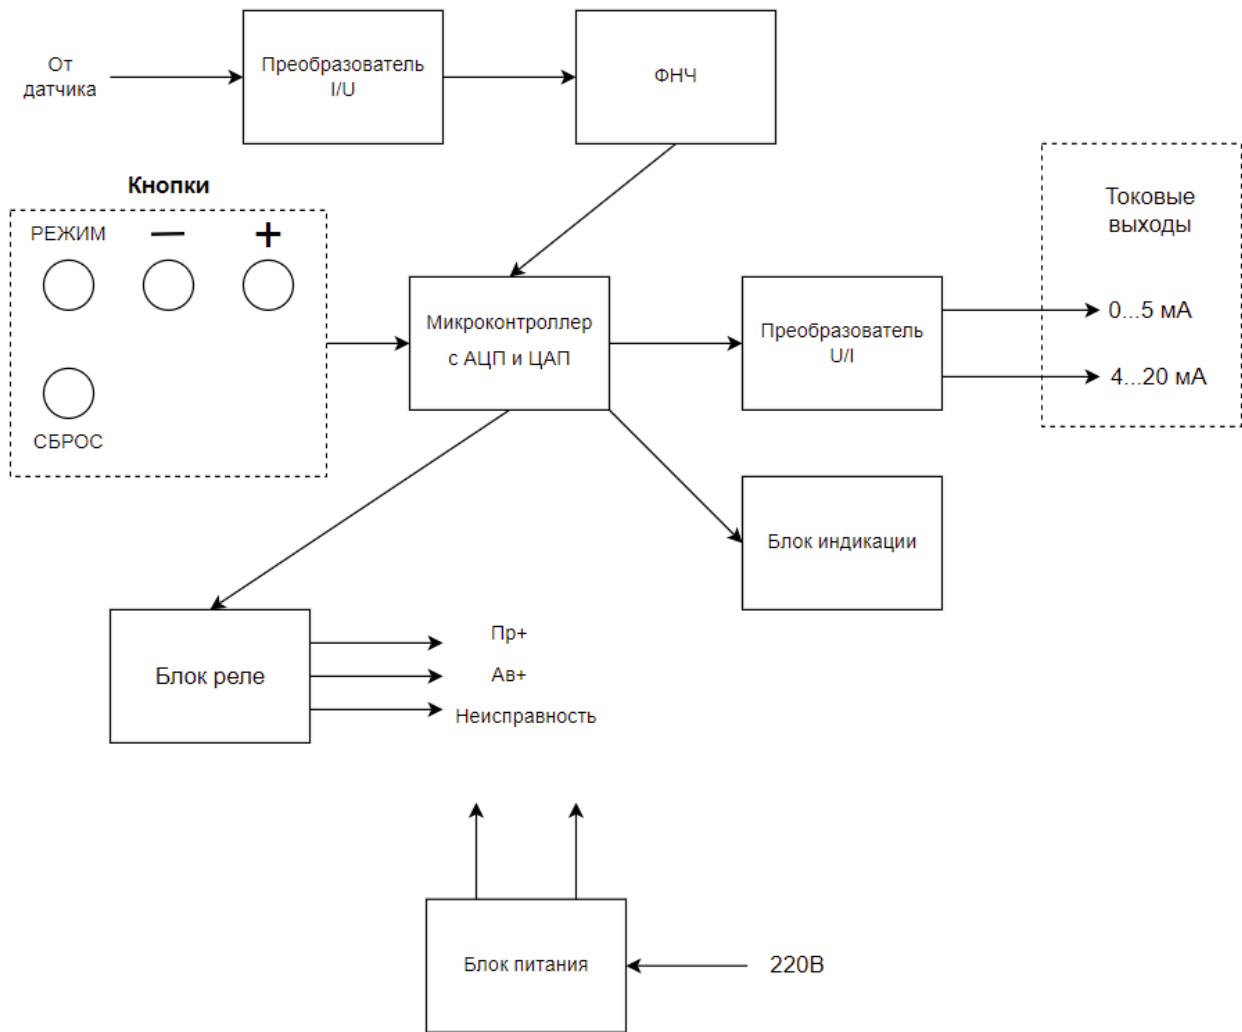 От
датчика
Преобразователь
I/U
ФНЧ
Кнопки
РЕЖИМ
—
+
СБРОС
Микроконтроллер
с АЦП и ЦАП
Преобразователь
U/I
Токовые
выходы
0...5 мА
4...20 мА
Блок индикации
Блок реле
Пр+
Ав+
Неисправность
Блок питания
220В